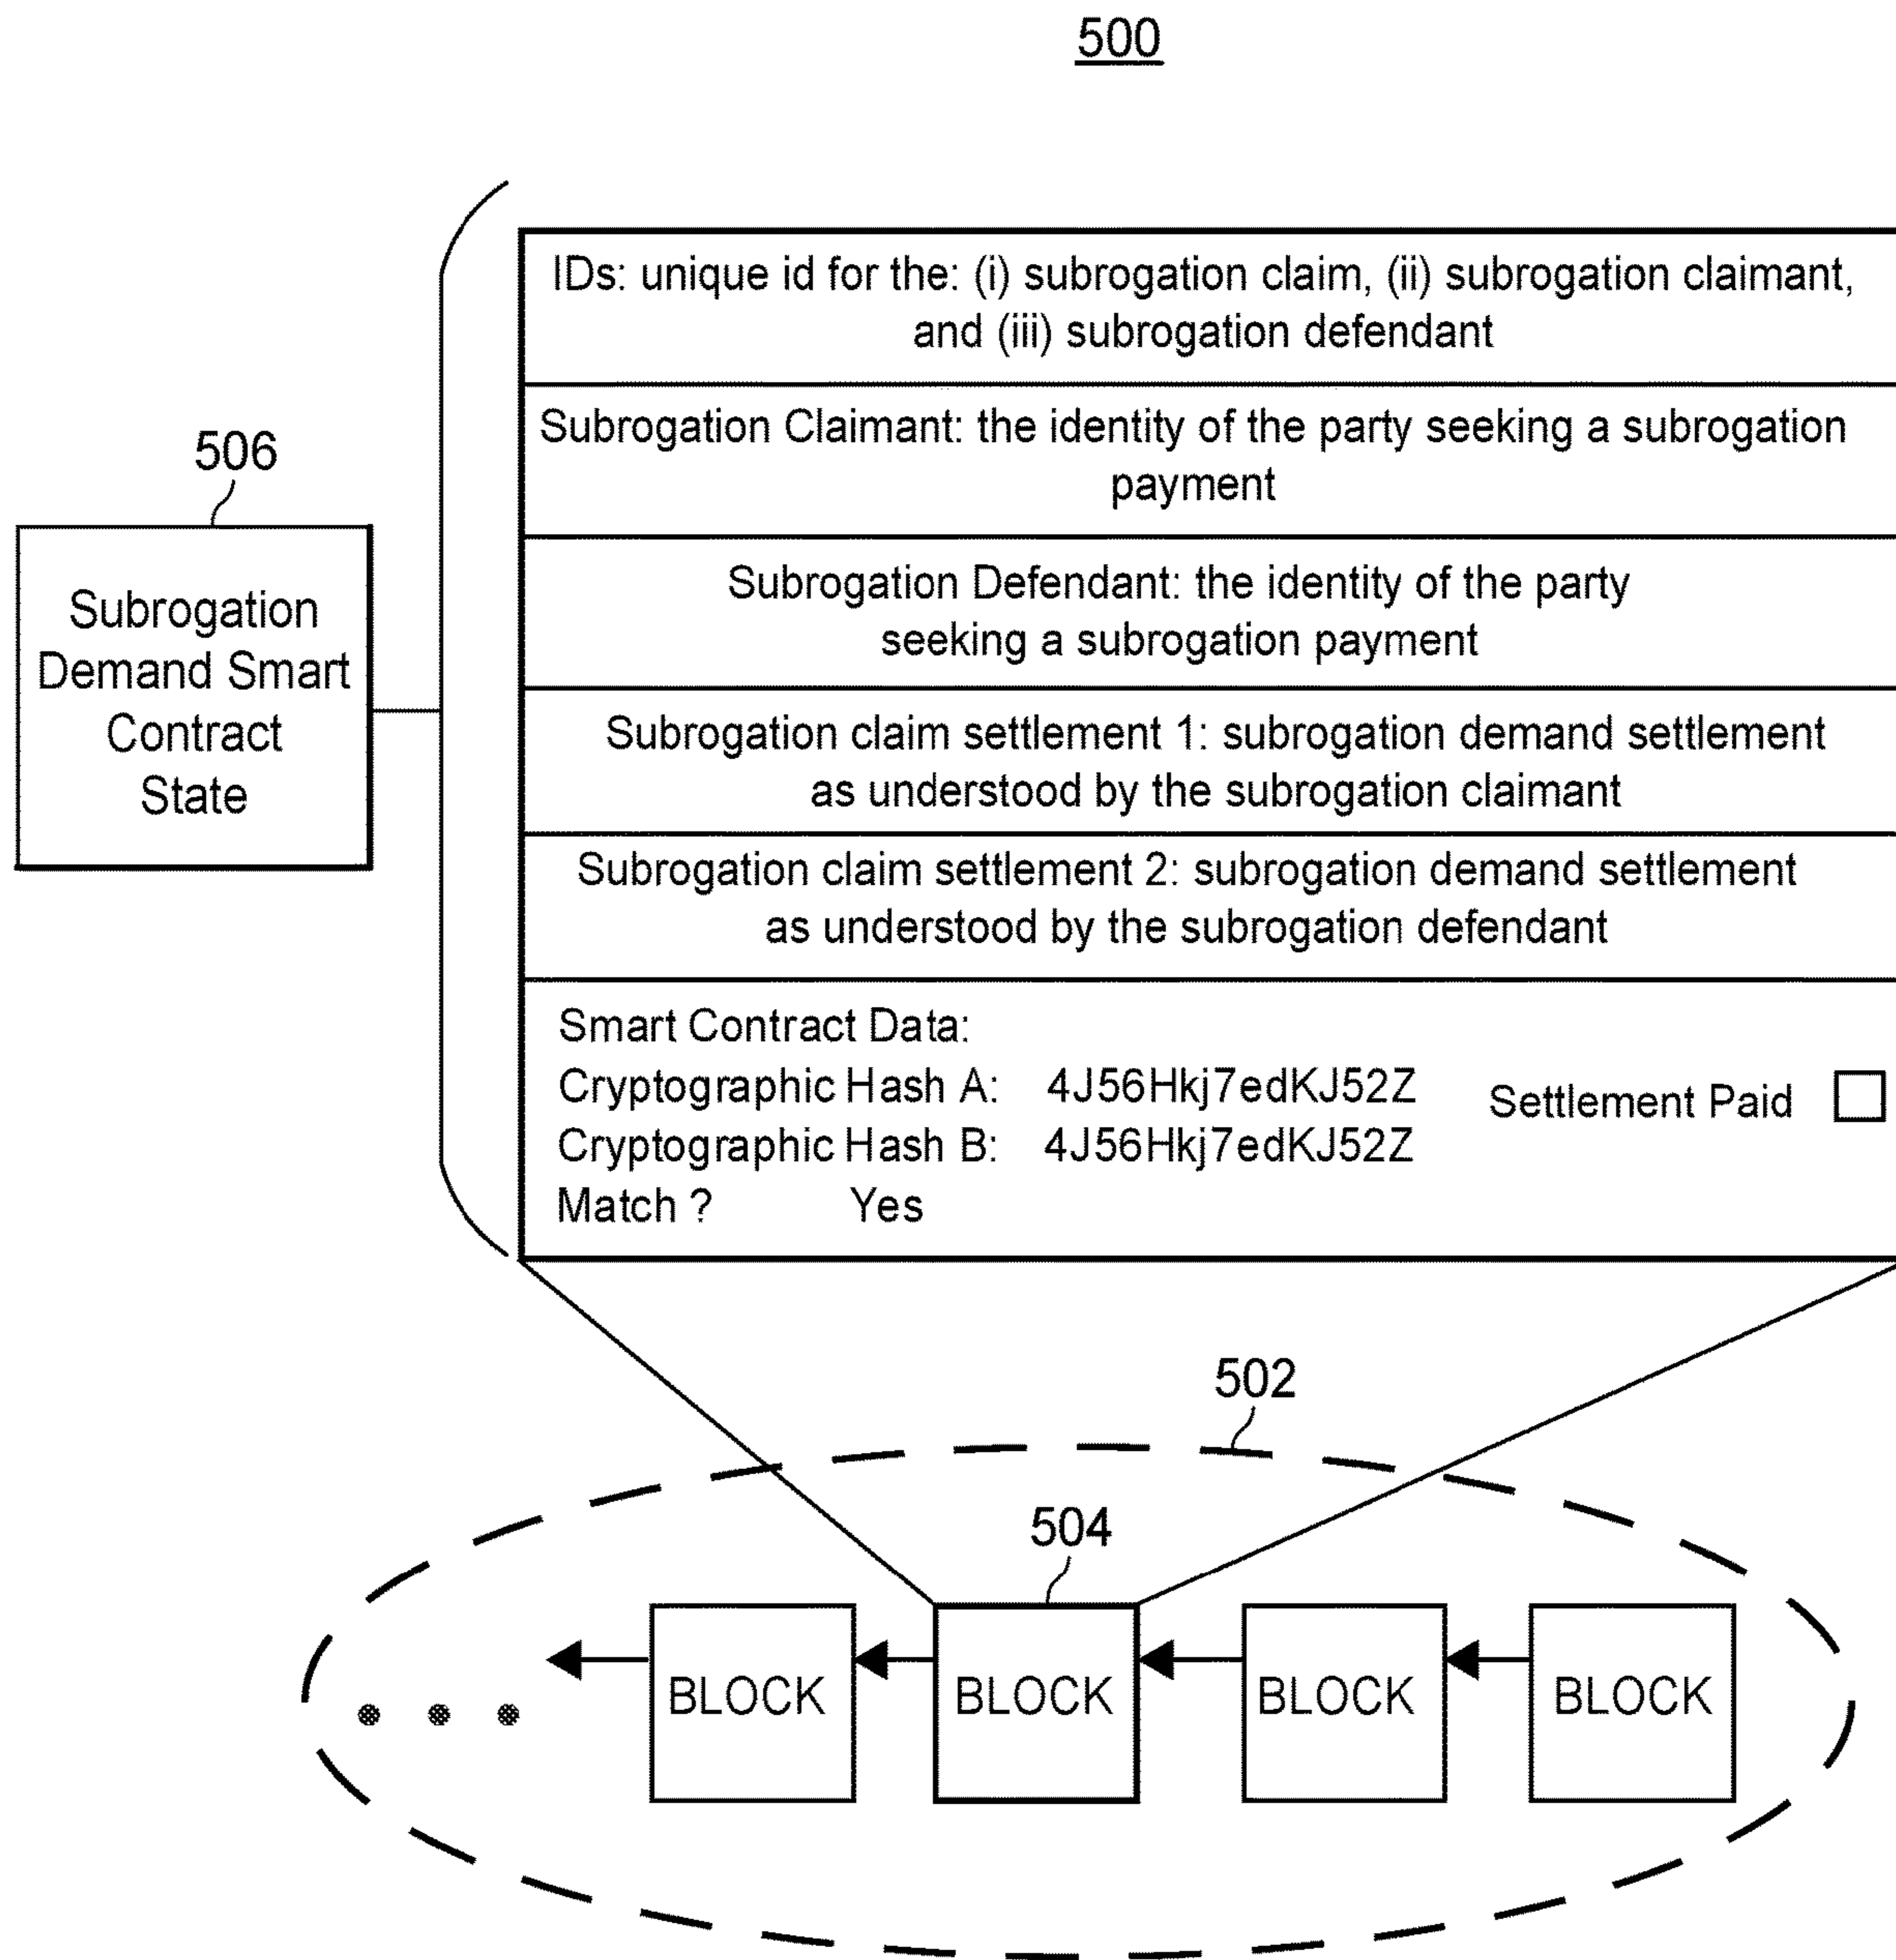 500
506
Subrogation
Demand Smart
Contract
State
IDs: unique id for the: (i) subrogation claim, (ii) subrogation claimant,
and (iii) subrogation defendant
Subrogation Claimant: the identity of the party seeking a subrogation
payment
Subrogation Defendant: the identity of the party
seeking a subrogation payment
Subrogation claim settlement 1: subrogation demand settlement
as understood by the subrogation claimant
Subrogation claim settlement 2: subrogation demand settlement
as understood by the subrogation defendant
Smart Contract Data:
Cryptographic Hash A: 4J56Hkj7edKJ52Z
Cryptographic Hash B: 4J56Hkj7edKJ52Z
Match ? Yes
Settlement Paid
502
504
BLOCK
BLOCK
BLOCK
BLOCK